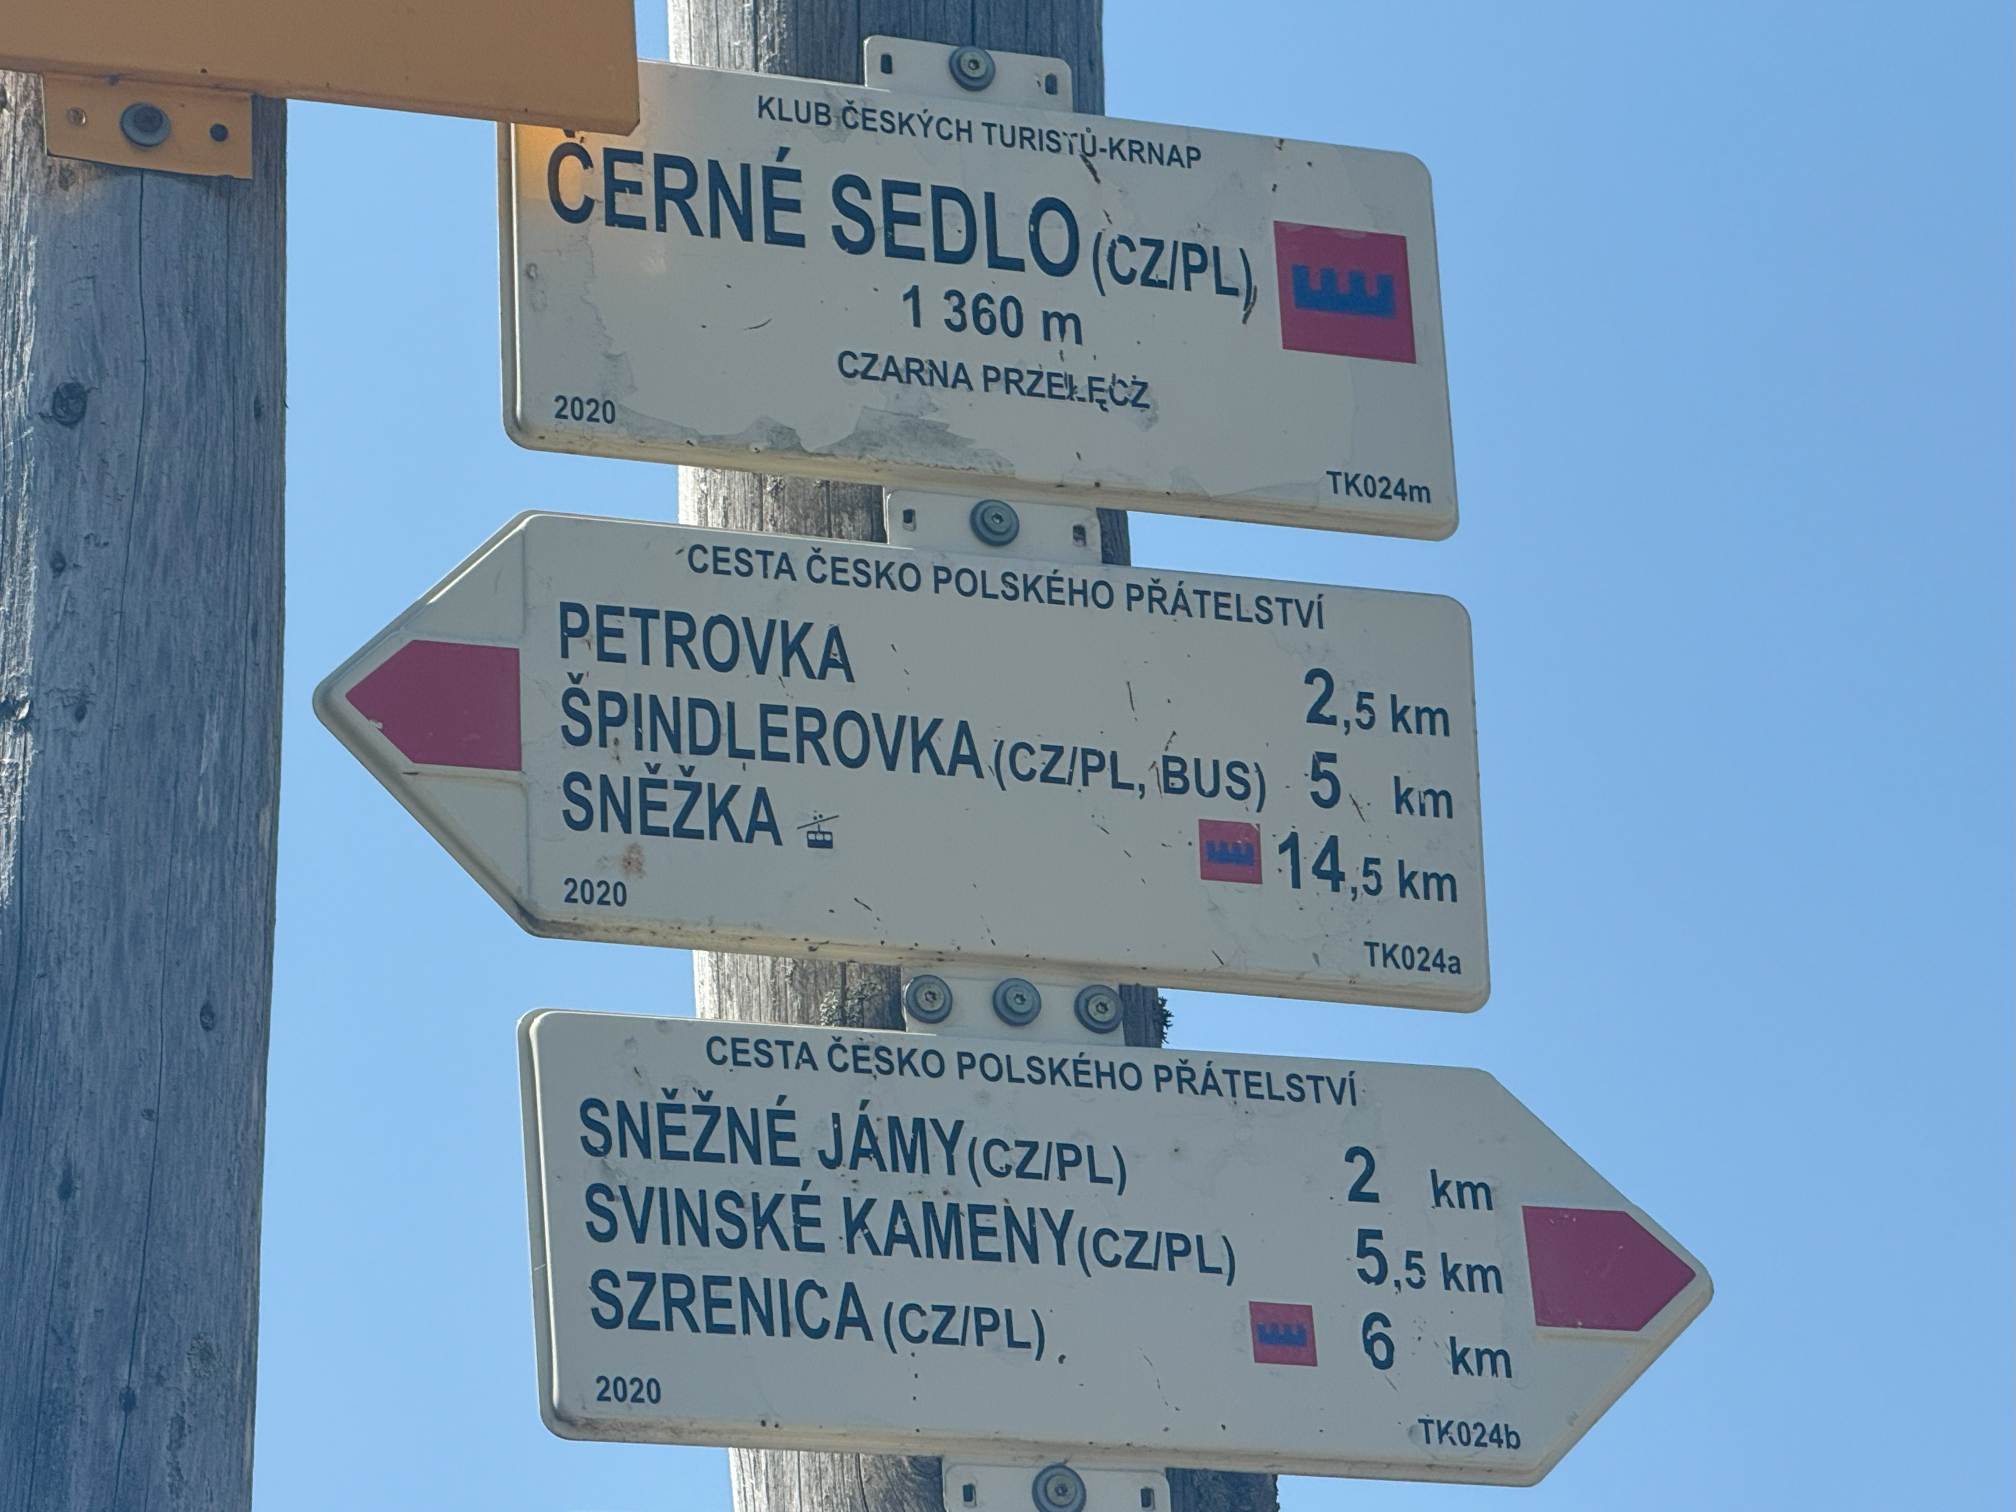 KLUB ČESKÝCH TURISTŮ-KRNAP
ČERNÉ SEDLO (CZ/PL)
1 360 m
CZARNA PRZEŁĘCZ
2020
TK024m
CESTA ČESKO POLSKÉHO PŘÁTELSTVÍ
PETROVKA 2,5 km
ŠPINDLEROVKA (CZ/PL, BUS) 5 km
SNĚŽKA 14,5 km
2020
TK024a
CESTA ČESKO POLSKÉHO PŘÁTELSTVÍ
SNĚŽNÉ JÁMY (CZ/PL) 2 km
SVINSKÉ KAMENY (CZ/PL) 5,5 km
SZRENICA (CZ/PL) 6 km
2020
TK024b